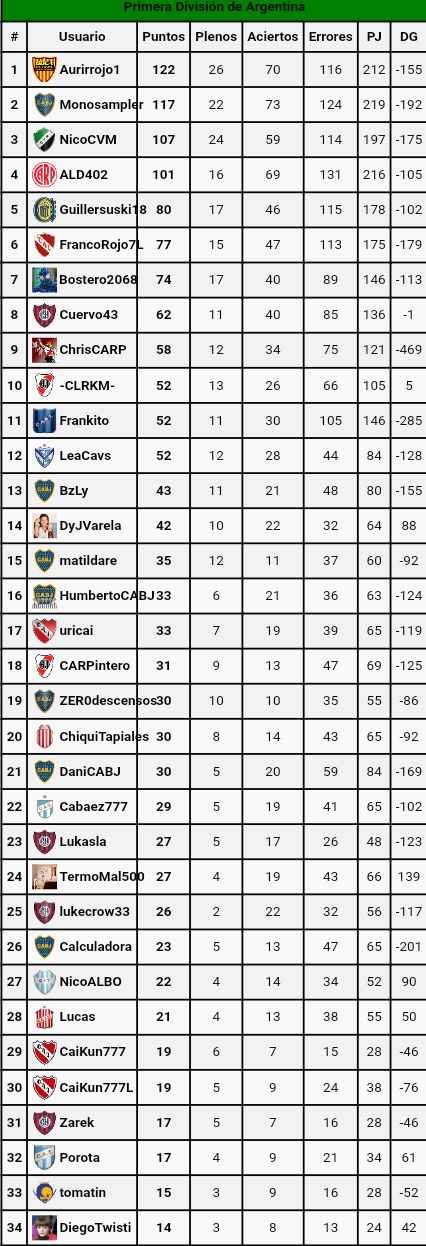 Primera División de Argentina
# Usuario Puntos Plenos Aciertos Errores PJ DG
1 Aurirrojo1 122 26 70 116 212 -155
2 Monosampler 117 22 73 124 219 -192
3 NicoCVM 107 24 59 114 197 -175
4 ALD402 101 16 69 131 216 -105
5 Guillersuski18 80 17 46 115 178 -102
6 FrancoRojo7L 77 15 47 113 175 -179
7 Bostero2068 74 17 40 89 146 -113
8 Cuervo43 62 11 40 85 136 -1
9 ChrisCARP 58 12 34 75 121 -469
10 -CLRKM- 52 13 26 66 105 5
11 Frankito 52 11 30 105 146 -285
12 LeaCavs 52 12 28 44 84 -128
13 BzLy 43 11 21 48 80 -155
14 DyJVarela 42 10 22 32 64 88
15 matildare 35 12 11 37 60 -92
16 HumbertoCABJ 33 6 21 36 63 -124
17 uricai 33 7 19 39 65 -119
18 CARPintero 31 9 13 47 69 -125
19 ZER0descensos 30 10 10 35 55 -86
20 ChiquiTapiales 30 8 14 43 65 -92
21 DaniCABJ 30 5 20 59 84 -169
22 Cabaez777 29 5 19 41 65 -102
23 Lukasla 27 5 17 26 48 -123
24 TermoMal500 27 4 19 43 66 139
25 lukecrow33 26 2 22 32 56 -117
26 Calculadora 23 5 13 47 65 -201
27 NicoALBO 22 4 14 34 52 90
28 Lucas 21 4 13 38 55 50
29 CaiKun777 19 6 7 15 28 -46
30 CaiKun777L 19 5 9 24 38 -76
31 Zarek 17 5 7 16 28 -46
32 Porota 17 4 9 21 34 61
33 tomatin 15 3 9 16 28 -52
34 DiegoTwisti 14 3 8 13 24 42